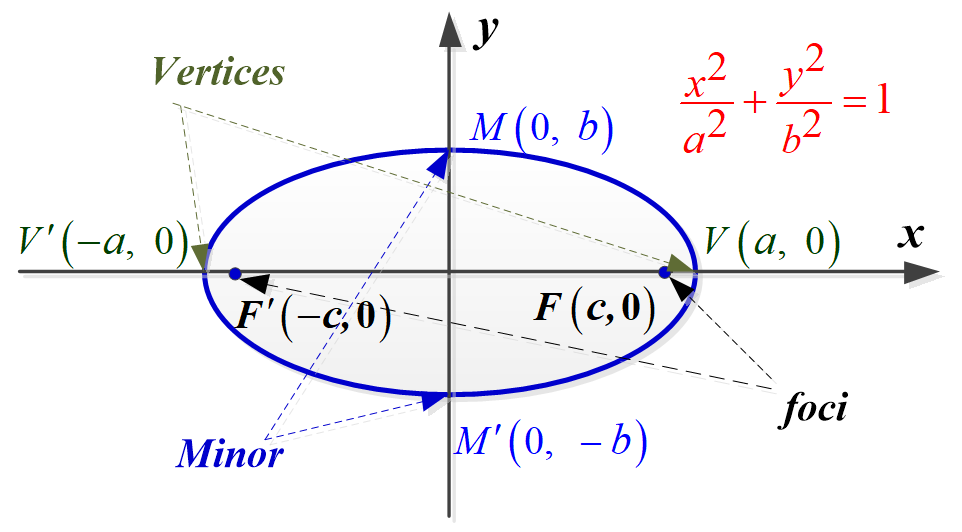 y
Vertices
x²/a² + y²/b² = 1
M(0, b)
V′(−a, 0)
V(a, 0)
x
F′(−c,0)
F(c,0)
foci
Minor
M′(0, −b)